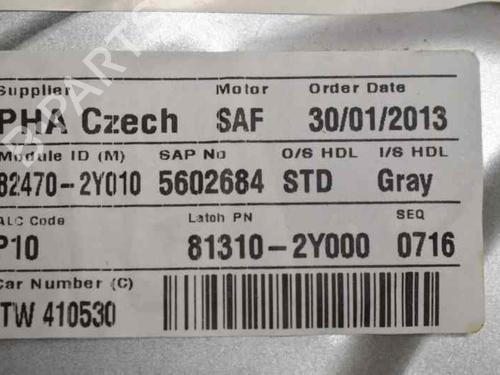 Supplier Motor Order Date
PHA Czech SAF 30/01/2013
Module ID (M) SAP No O/S HDL I/S HDL
82470-2Y010 5602684 STD Gray
ALC Code Latch PN SEQ
P10 81310-2Y000 0716
Car Number (C)
TW 410530